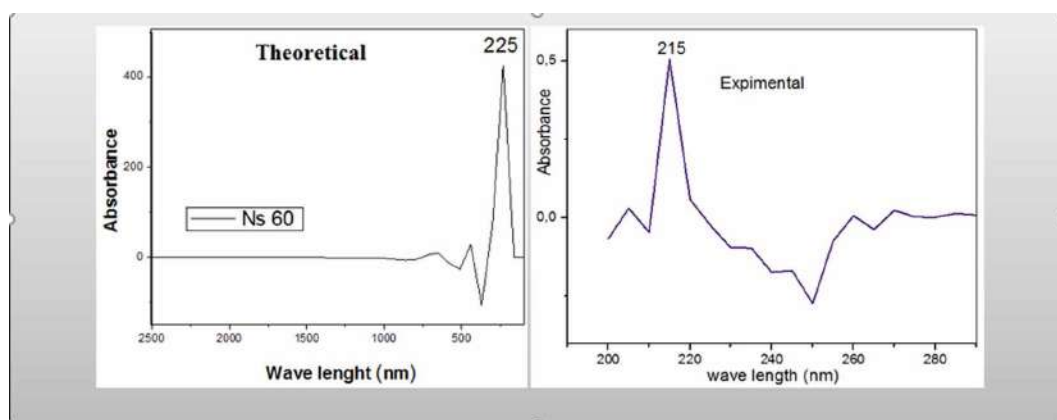 Theoretical
225
400
200
0
Absorbance
Ns 60
2500
2000
1500
1000
500
Wave lenght (nm)
215
0,5
Expimental
Absorbance
0,0
200
220
240
260
280
wave length (nm)